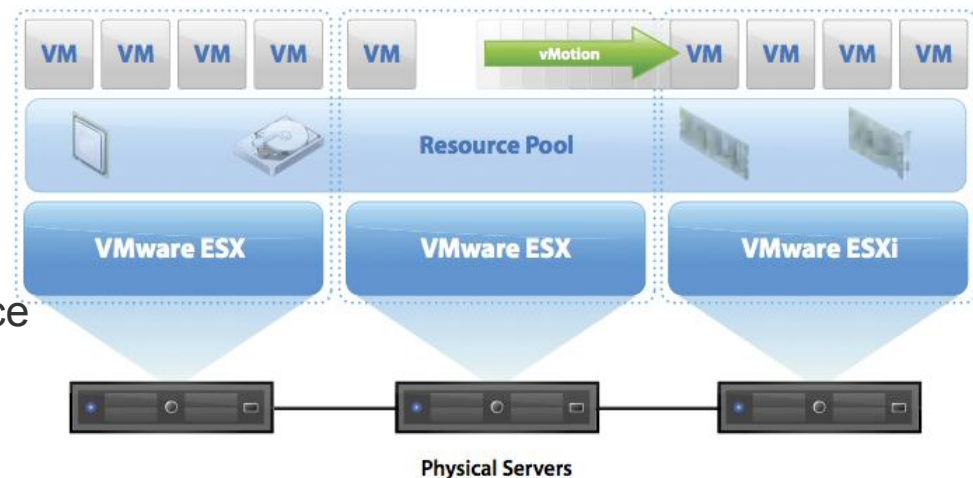 VM VM VM VM VM vMotion VM VM VM VM
Resource Pool
VMware ESX VMware ESX VMware ESXi
ce
Physical Servers